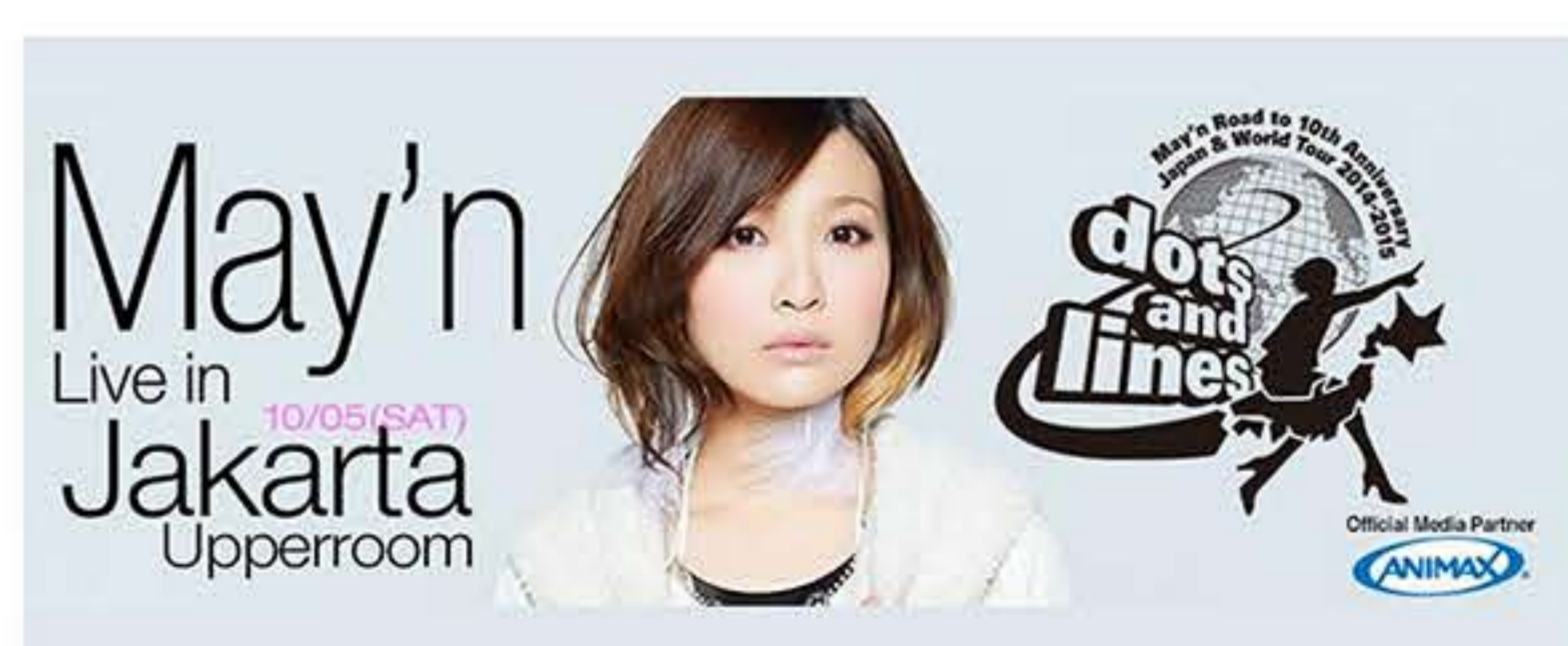 May'n
Live in
10/05(SAT)
Jakarta
Upperroom
May'n Road to 10th Anniversary
Japan & World Tour 2014-2015
dots
and
lines
Official Media Partner
ANIMAX